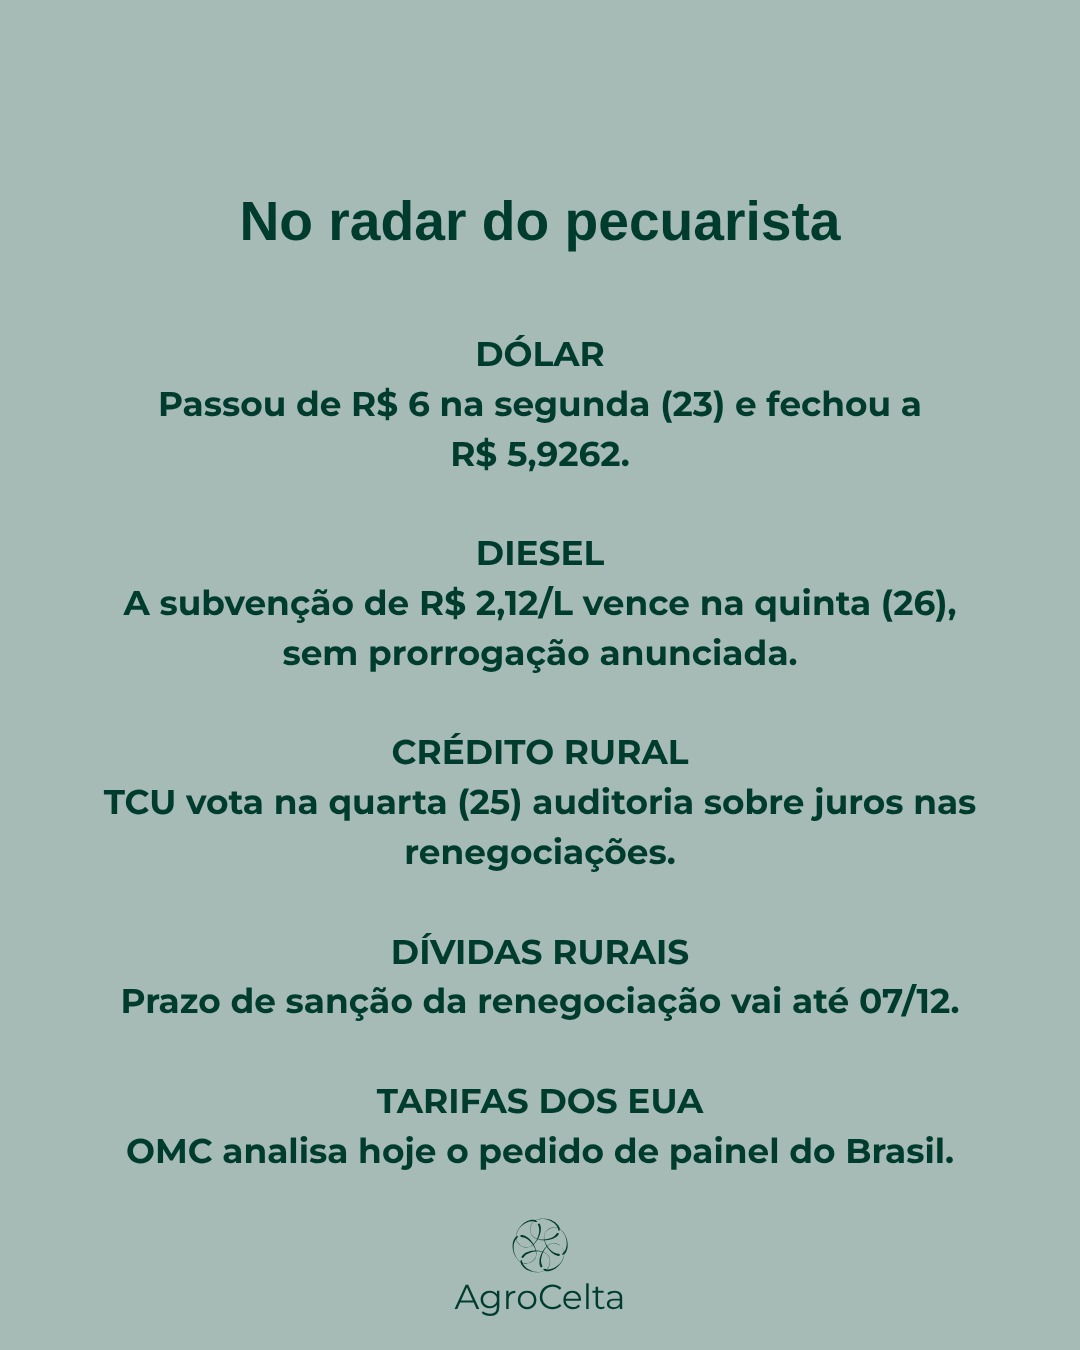 No radar do pecuarista
DÓLAR
Passou de R$ 6 na segunda (23) e fechou a
R$ 5,9262.
DIESEL
A subvenção de R$ 2,12/L vence na quinta (26),
sem prorrogação anunciada.
CRÉDITO RURAL
TCU vota na quarta (25) auditoria sobre juros nas
renegociações.
DÍVIDAS RURAIS
Prazo de sanção da renegociação vai até 07/12.
TARIFAS DOS EUA
OMC analisa hoje o pedido de painel do Brasil.
AgroCelta